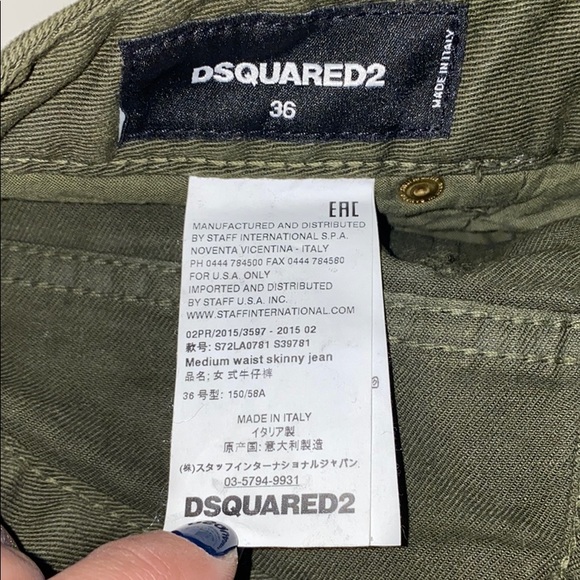 DSQUARED2
36
MADE IN ITALY
EAC
MANUFACTURED AND DISTRIBUTED
BY STAFF INTERNATIONAL S.P.A.
NOVENTA VICENTINA - ITALY
PH 0444 784500 FAX 0444 784580
FOR U.S.A. ONLY
IMPORTED AND DISTRIBUTED
BY STAFF U.S.A. INC.
WWW.STAFFINTERNATIONAL.COM
02PR/2015/3597 - 2015 02
款号: S72LA0781 S39781
Medium waist skinny jean
品名: 女 式牛仔裤
36 号型: 150/58A
MADE IN ITALY
イタリア製
原产国: 意大利製造
(株)スタッフインターナショナルジャパン
03-5794-9931
DSQUARED2